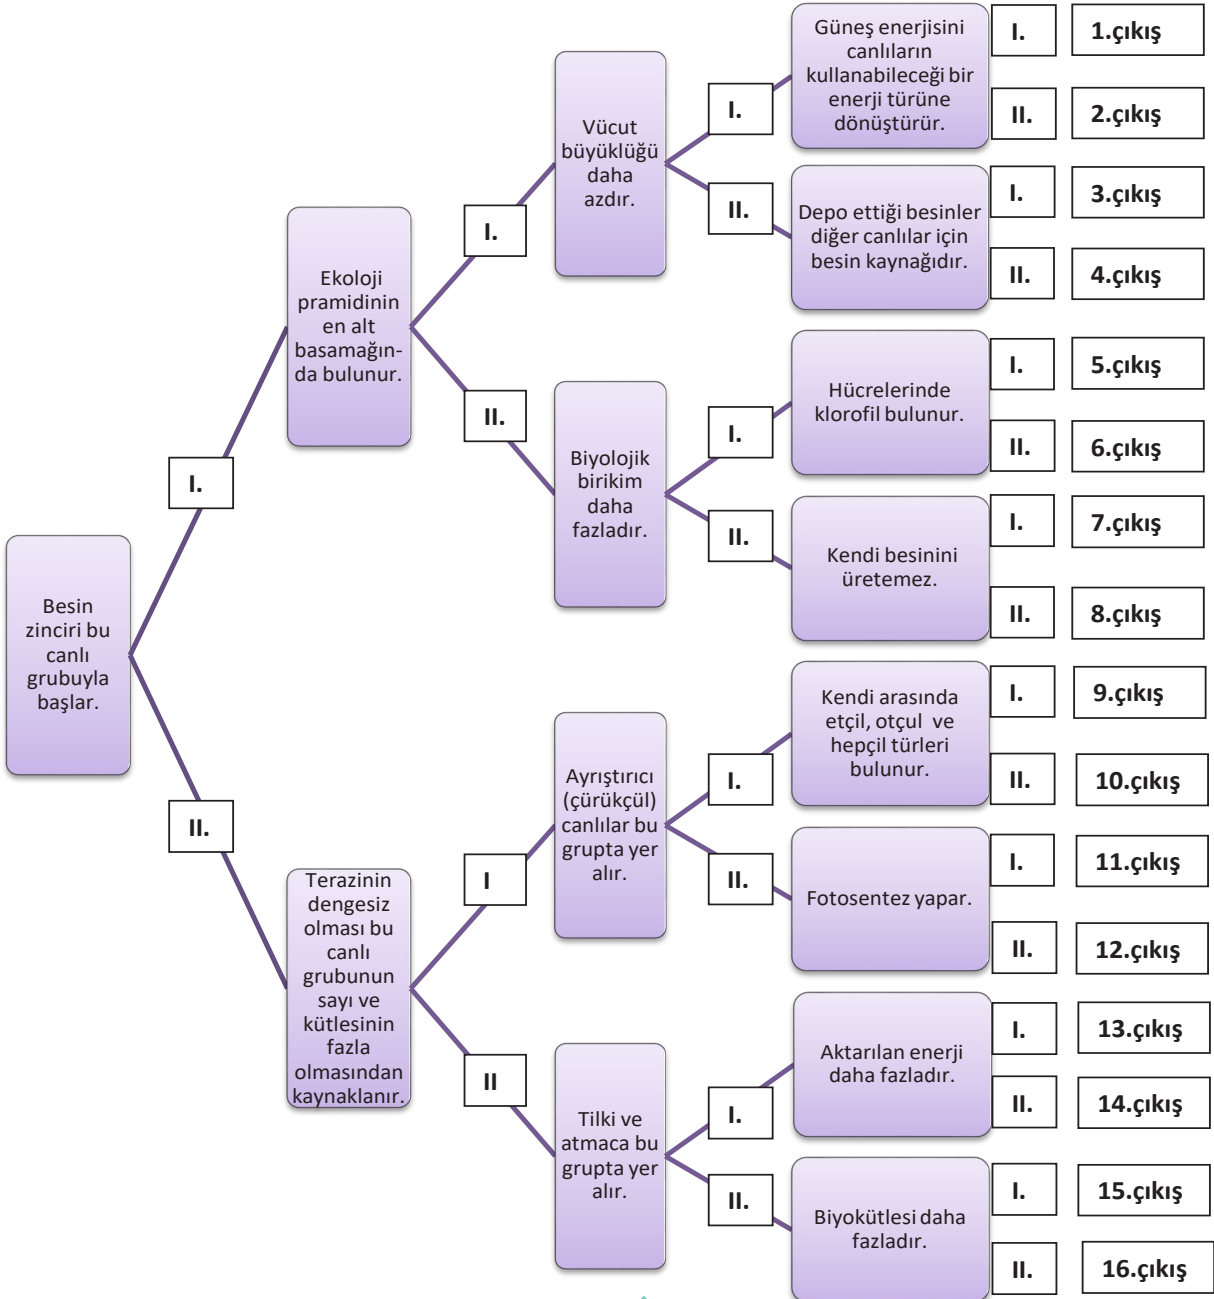 Besin
zinciri bu
canlı
grubuyla
başlar.
I.
II.
Ekoloji
pramidinin
en alt
basamağın-
da bulunur.
I.
II.
Terazinin
dengesiz
olması bu
canlı
grubunun
sayı ve
kütlesinin
fazla
olmasından
kaynaklanır.
I
II
Vücut
büyüklüğü
daha
azdır.
I.
II.
Biyolojik
birikim
daha
fazladır.
I.
II.
Ayrıştırıcı
(çürükçül)
canlılar bu
grupta yer
alır.
I.
II.
Tilki ve
atmaca bu
grupta yer
alır.
I.
II.
Güneş enerjisini
canlıların
kullanabileceği bir
enerji türüne
dönüştürür.
I. 1.çıkış
II. 2.çıkış
Depo ettiği besinler
diğer canlılar için
besin kaynağıdır.
I. 3.çıkış
II. 4.çıkış
Hücrelerinde
klorofil bulunur.
I. 5.çıkış
II. 6.çıkış
Kendi besinini
üretemez.
I. 7.çıkış
II. 8.çıkış
Kendi arasında
etçil, otçul ve
hepçil türleri
bulunur.
I. 9.çıkış
II. 10.çıkış
Fotosentez yapar.
I. 11.çıkış
II. 12.çıkış
Aktarılan enerji
daha fazladır.
I. 13.çıkış
II. 14.çıkış
Biyokütlesi daha
fazladır.
I. 15.çıkış
II. 16.çıkış